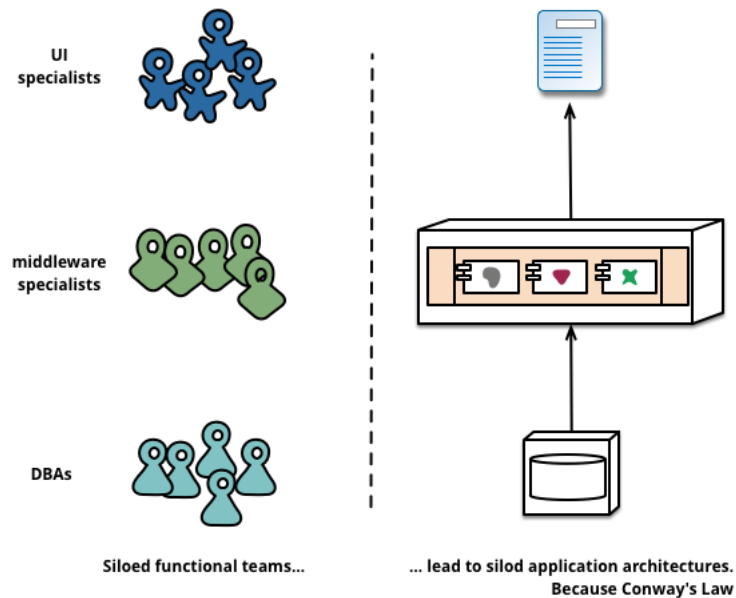 UI
specialists
middleware
specialists
DBAs
Siloed functional teams...
... lead to silod application architectures.
Because Conway's Law